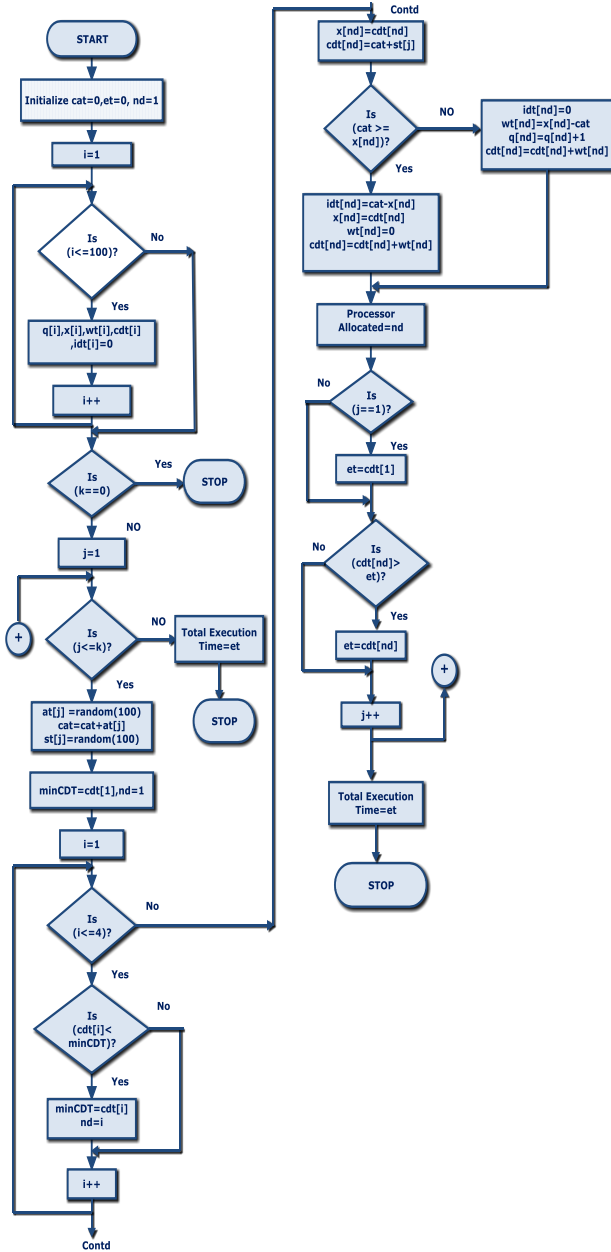 START
Initialize cat=0,et=0, nd=1
i=1
Is
(i<=100)?
No
Yes
q[i],x[i],wt[i],cdt[i]
,idt[i]=0
i++
Is
(k==0)
Yes
STOP
NO
j=1
+
Is
(j<=k)?
NO
Total Execution
Time=et
STOP
Yes
at[j] =random(100)
cat=cat+at[j]
st[j]=random(100)
minCDT=cdt[1],nd=1
i=1
Is
(i<=4)?
No
Yes
Is
(cdt[i]<
minCDT)?
No
Yes
minCDT=cdt[i]
nd=i
i++
Contd
Contd
x[nd]=cdt[nd]
cdt[nd]=cat+st[j]
Is
(cat >=
x[nd])?
NO
idt[nd]=0
wt[nd]=x[nd]-cat
q[nd]=q[nd]+1
cdt[nd]=cdt[nd]+wt[nd]
Yes
idt[nd]=cat-x[nd]
x[nd]=cdt[nd]
wt[nd]=0
cdt[nd]=cdt[nd]+wt[nd]
Processor
Allocated=nd
No
Is
(j==1)?
Yes
et=cdt[1]
No
Is
(cdt[nd]>
et)?
Yes
et=cdt[nd]
+
j++
Total Execution
Time=et
STOP